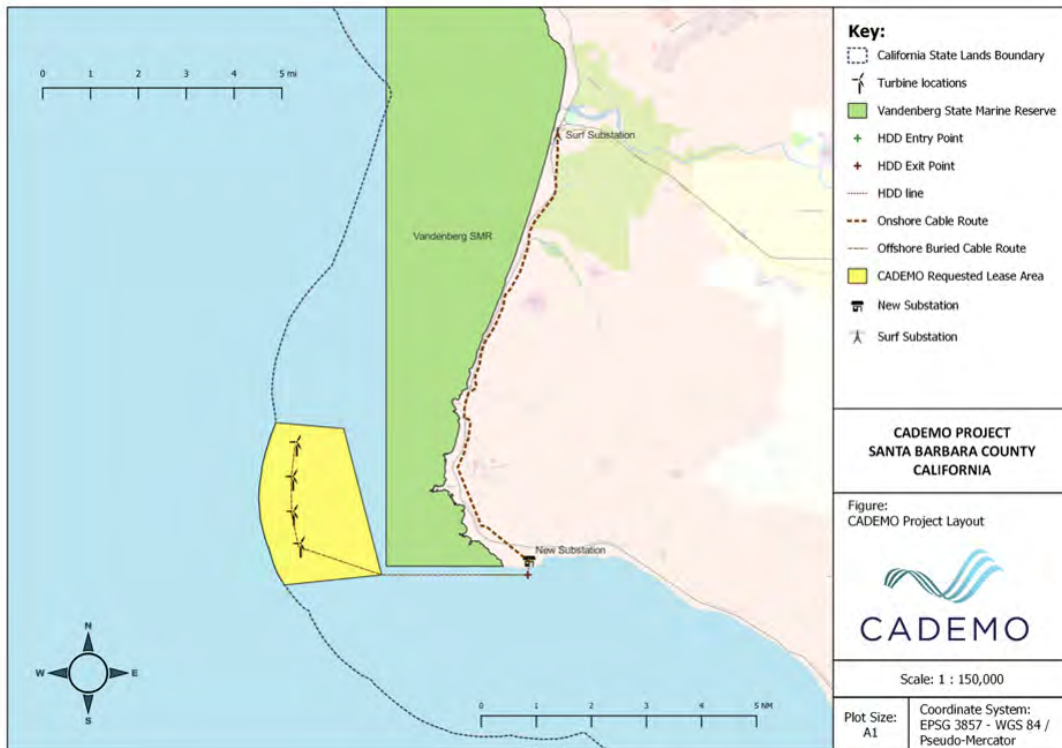 0 1 2 3 4 5 mi
Surf Substation
Vandenberg SMR
New Substation
N
W E
S
0 1 2 3 4 5 NM
Key:
California State Lands Boundary
Turbine locations
Vandenberg State Marine Reserve
HDD Entry Point
HDD Exit Point
HDD line
Onshore Cable Route
Offshore Buried Cable Route
CADEMO Requested Lease Area
New Substation
Surf Substation
CADEMO PROJECT
SANTA BARBARA COUNTY
CALIFORNIA
Figure:
CADEMO Project Layout
CADEMO
Scale: 1 : 150,000
Plot Size:
A1
Coordinate System:
EPSG 3857 - WGS 84 /
Pseudo-Mercator